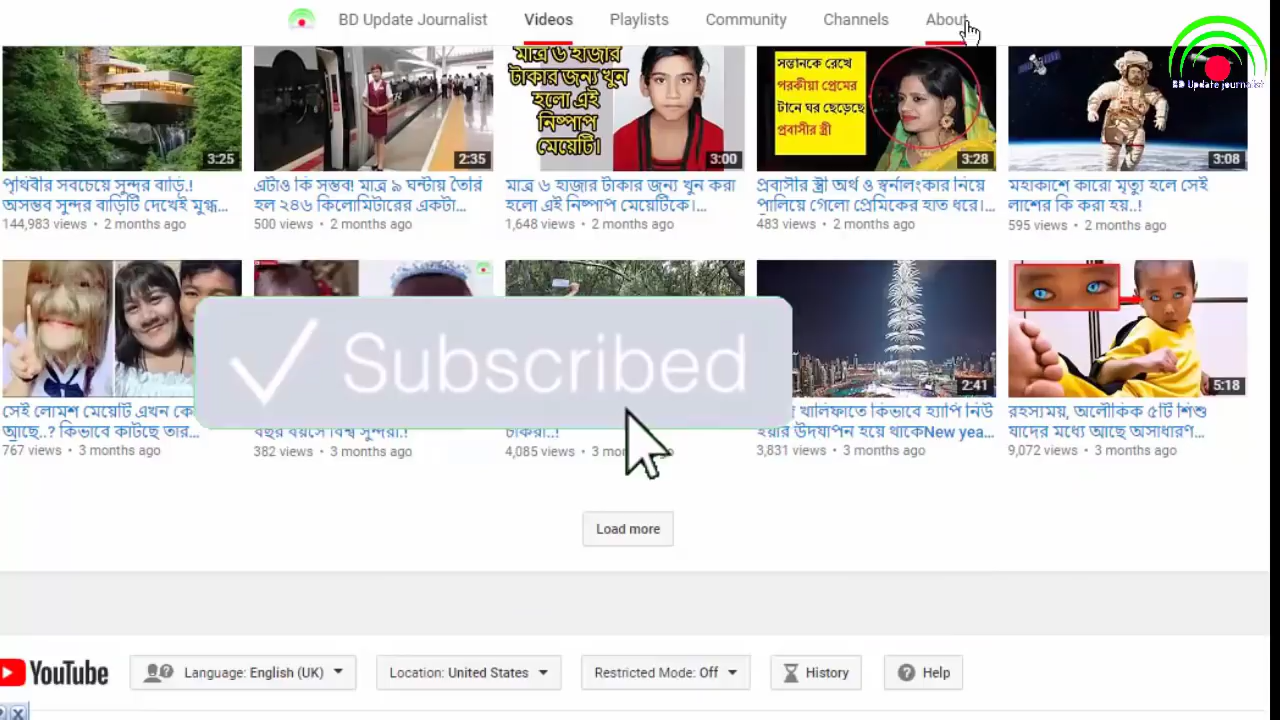 BD Update Journalist Videos Playlists Community Channels About
BD Update journalist
মাত্র ৬ হাজার
টাকার জন্য খুন
হলো এই
নিষ্পাপ
মেয়েটি।
সন্তানকে রেখে
পরকীয়া প্রেমের
টানে ঘর ছেড়েছে
প্রবাসীর স্ত্রী
3:25 2:35 3:00 3:28 3:08
পৃথিবীর সবচেয়ে সুন্দর বাড়ি.!
অসম্ভব সুন্দর বাড়িটি দেখেই মুগ্ধ...
144,983 views • 2 months ago
এটাও কি সম্ভব! মাত্র ৯ ঘন্টায় তৈরি
হল ২৪৬ কিলোমিটারের একটা...
500 views • 2 months ago
মাত্র ৬ হাজার টাকার জন্য খুন করা
হলো এই নিষ্পাপ মেয়েটিকে।...
1,648 views • 2 months ago
প্রবাসীর স্ত্রী অর্থ ও স্বর্নালংকার নিয়ে
পালিয়ে গেলো প্রেমিকের হাত ধরে।...
483 views • 2 months ago
মহাকাশে কারো মৃত্যু হলে সেই
লাশের কি করা হয়..!
595 views • 2 months ago
Subscribed
2:41 5:18
সেই লোমশ মেয়েটি এখন কে
আছে..? কিভাবে কাটছে তার...
767 views • 3 months ago
বছর বয়সে বিশ্ব সুন্দরী.!
382 views • 3 months ago
4,085 views • 3
খালিফাতে কিভাবে হ্যাপি নিউ
ইয়ার উদযাপন হয়ে থাকেNew yea...
3,831 views • 3 months ago
রহস্যময়, অলৌকিক ৫টি শিশু
যাদের মধ্যে আছে অসাধারণ...
9,072 views • 3 months ago
Load more
YouTube Language: English (UK) Location: United States Restricted Mode: Off History Help